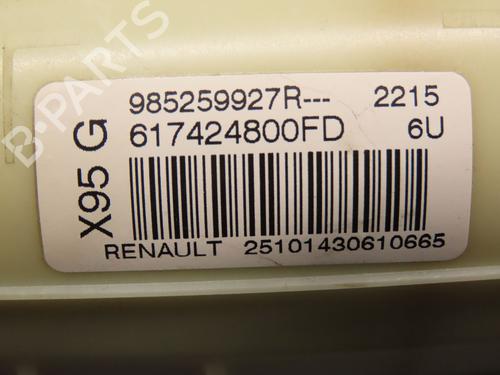 B-PARTS
X95 G
985259927R--- 2215
617424800FD 6U
RENAULT 25101430610665